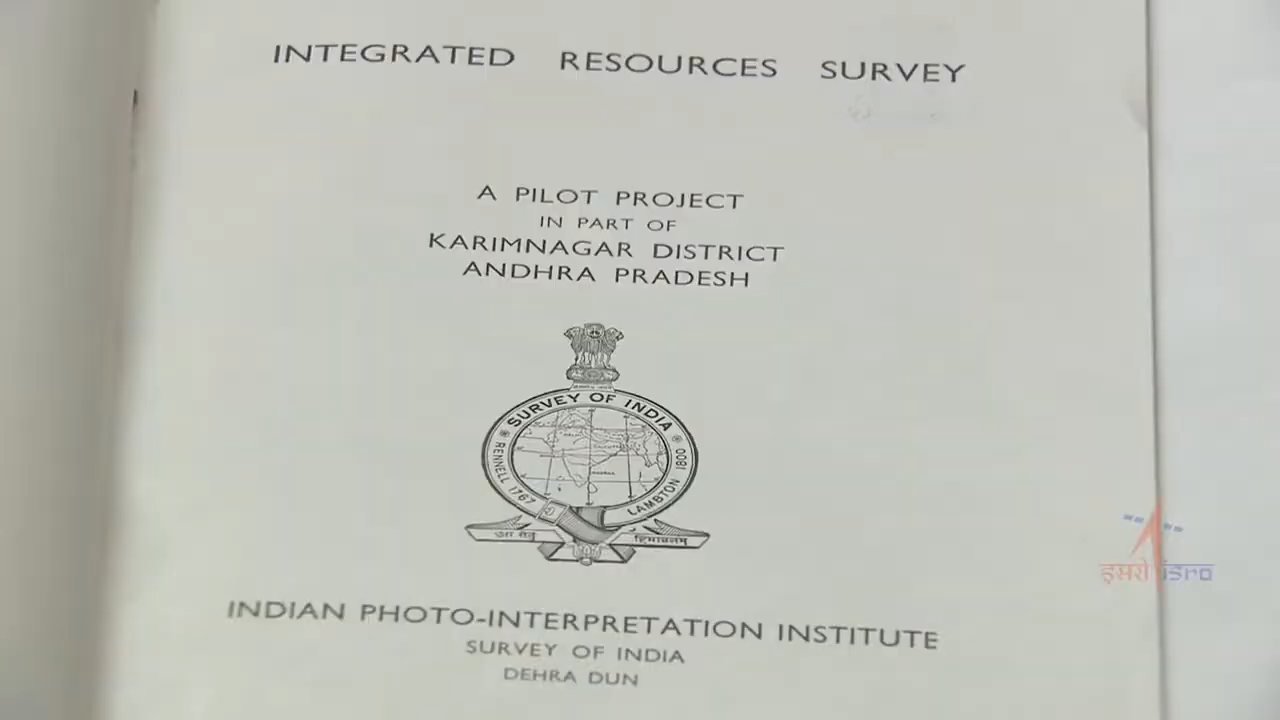 INTEGRATED RESOURCES SURVEY
A PILOT PROJECT
IN PART OF
KARIMNAGAR DISTRICT
ANDHRA PRADESH
SURVEY OF INDIA
RENNELL 1767
LAMBTON 1800
आ सेतु हिमाचलम्
INDIAN PHOTO-INTERPRETATION INSTITUTE
SURVEY OF INDIA
DEHRA DUN
इसरो isro